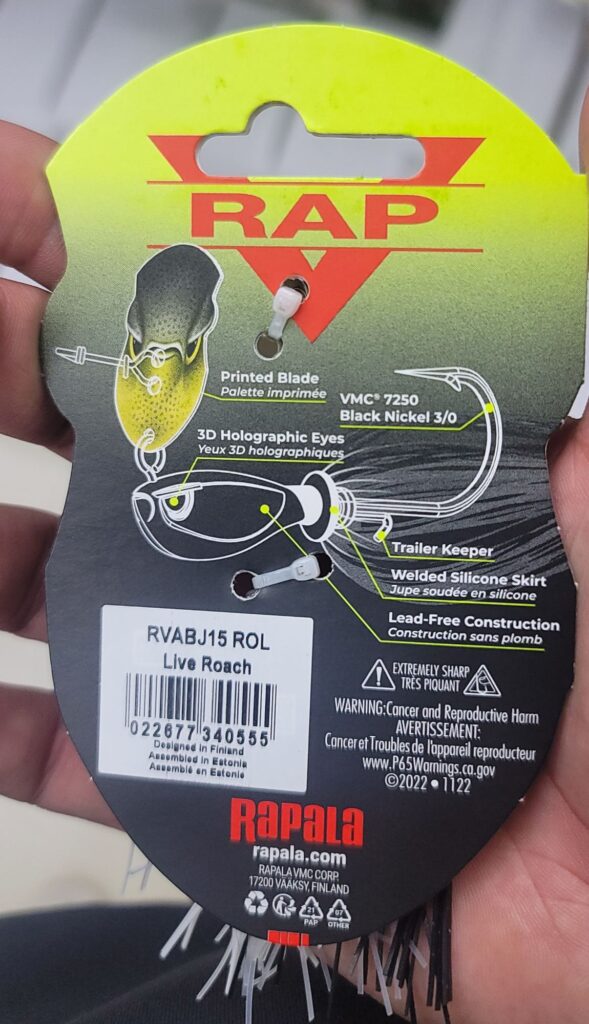 RAP
Printed Blade
Palette imprimée
VMC® 7250
Black Nickel 3/0
3D Holographic Eyes
Yeux 3D holographiques
Trailer Keeper
Welded Silicone Skirt
Jupe soudée en silicone
Lead-Free Construction
Construction sans plomb
RVABJ15 ROL
Live Roach
022677 340555
Designed in Finland
Assembled in Estonia
Assemblé en Estonie
EXTREMELY SHARP
TRÈS PIQUANT
WARNING:Cancer and Reproductive Harm
AVERTISSEMENT:
Cancer et Troubles de l'appareil reproducteur
www.P65Warnings.ca.gov
©2022 • 1122
Rapala
rapala.com
RAPALA VMC CORP.
17200 VÄÄKSY, FINLAND
21
PAP
07
OTHER